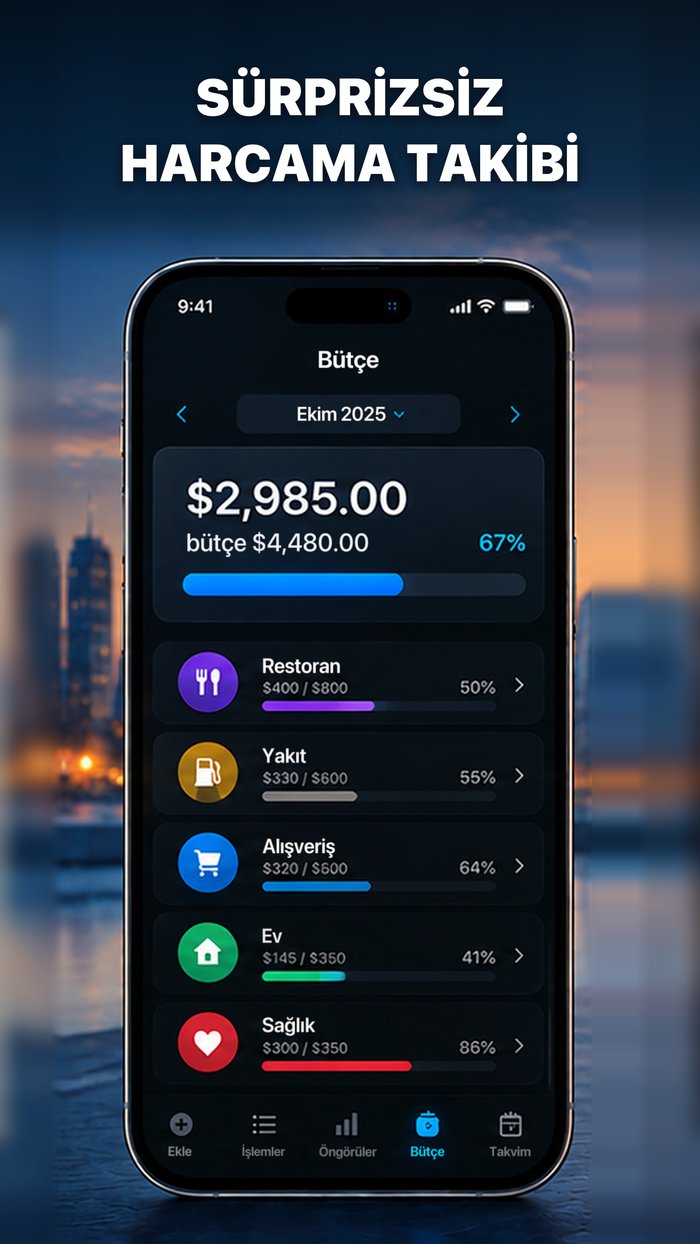 SÜRPRİZSİZ
HARCAMA TAKİBİ
9:41
Bütçe
Ekim 2025
$2,985.00
bütçe $4,480.00
67%
Restoran
$400 / $800
50%
Yakıt
$330 / $600
55%
Alışveriş
$320 / $600
64%
Ev
$145 / $350
41%
Sağlık
$300 / $350
86%
Ekle
İşlemler
Öngörüler
Bütçe
Takvim